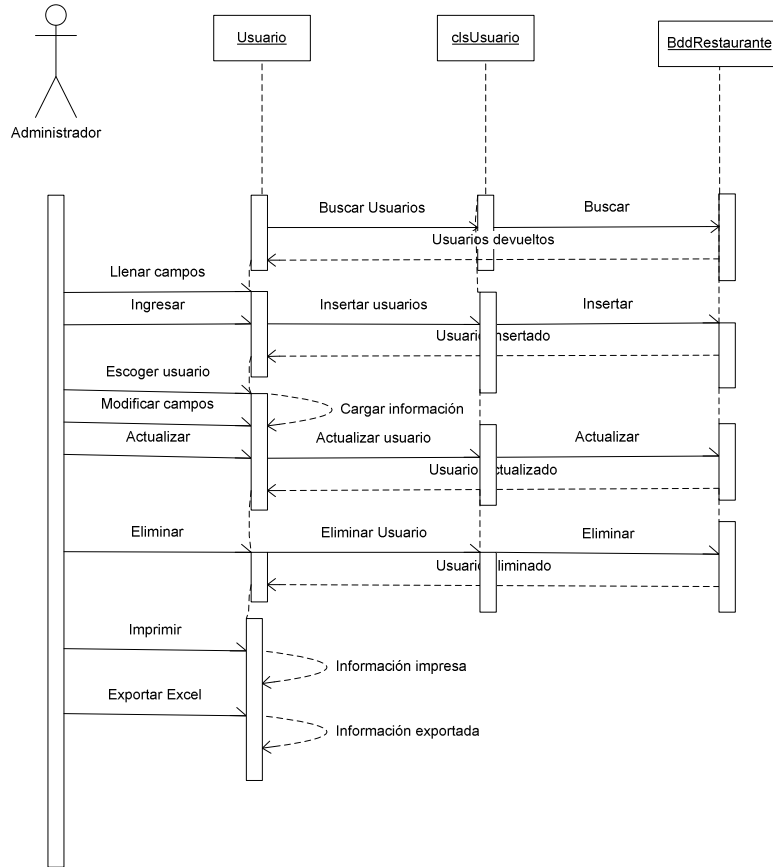 Usuario
clsUsuario
BddRestaurante
Administrador
Buscar Usuarios
Buscar
Usuarios devueltos
Llenar campos
Ingresar
Insertar usuarios
Insertar
Usuario insertado
Escoger usuario
Modificar campos
Cargar información
Actualizar
Actualizar usuario
Actualizar
Usuario actualizado
Eliminar
Eliminar Usuario
Eliminar
Usuario eliminado
Imprimir
Información impresa
Exportar Excel
Información exportada